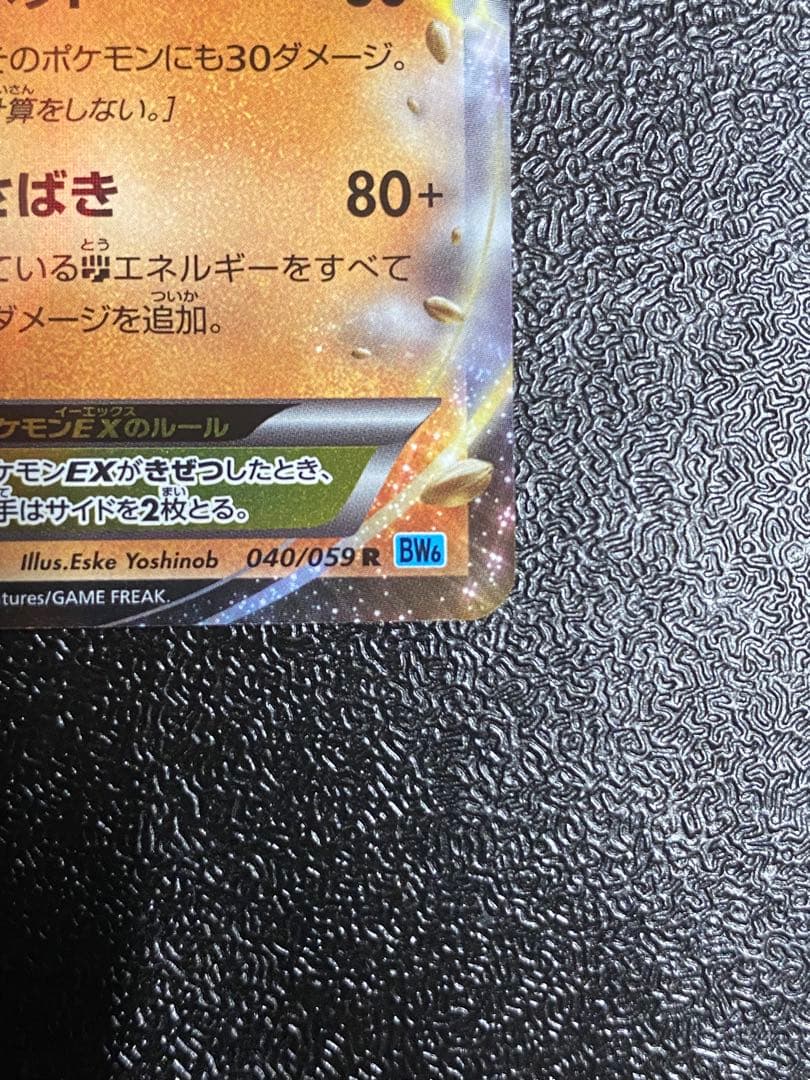 そのポケモンにも30ダメージ。
計算をしない。]
さばき 80+
ている闘エネルギーをすべて
ダメージを追加。
ケモンEXのルール
ケモンEXがきぜつしたとき、
手はサイドを2枚とる。
Illus.Eske Yoshinob 040/059 R BW6
atures/GAME FREAK.